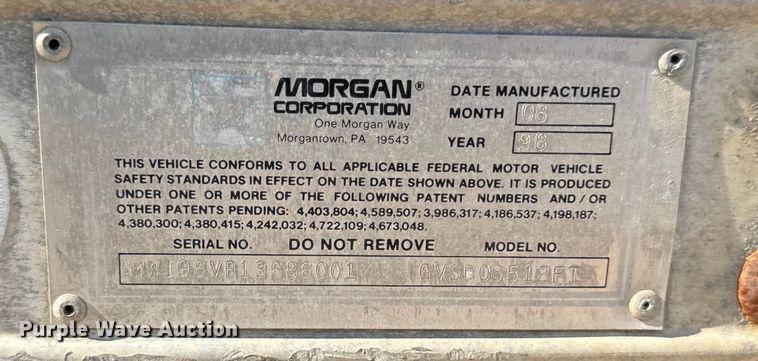 MORGAN®
CORPORATION
One Morgan Way
Morgantown, PA 19543
DATE MANUFACTURED
MONTH 08
YEAR 98
THIS VEHICLE CONFORMS TO ALL APPLICABLE FEDERAL MOTOR VEHICLE
SAFETY STANDARDS IN EFFECT ON THE DATE SHOWN ABOVE. IT IS PRODUCED
UNDER ONE OR MORE OF THE FOLLOWING PATENT NUMBERS AND/OR
OTHER PATENTS PENDING: 4,403,804; 4,589,507; 3,986,317; 4,186,537; 4,198,187;
4,380,300; 4,380,415; 4,242,032; 4,722,109; 4,673,048.
SERIAL NO. DO NOT REMOVE MODEL NO.
Purple Wave Auction